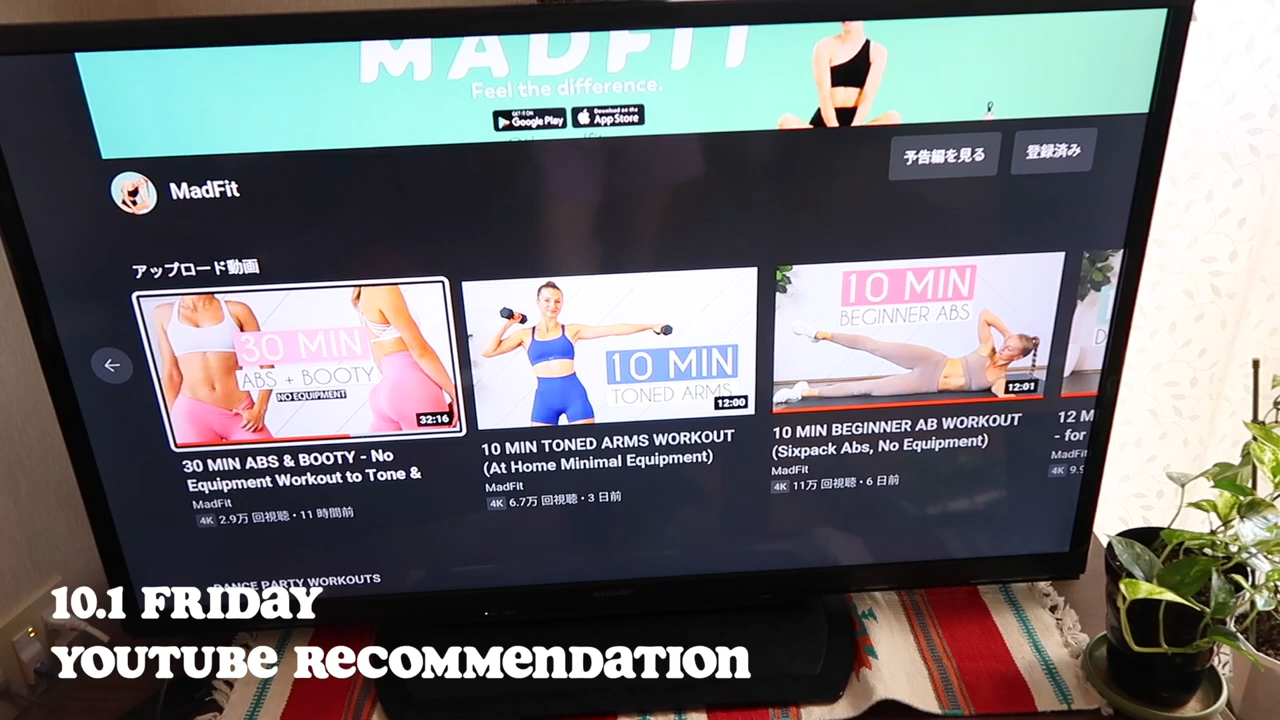 MADFIT
Feel the difference.
GET IT ON
Google Play
Download on the
App Store
予告編を見る
登録済み
MadFit
アップロード動画
30 MIN
ABS + BOOTY
NO EQUIPMENT
32:16
10 MIN
TONED ARMS
12:00
10 MIN
BEGINNER ABS
12:01
30 MIN ABS & BOOTY - No
Equipment Workout to Tone &
MadFit
4K 2.9万 回視聴・11 時間前
10 MIN TONED ARMS WORKOUT
(At Home Minimal Equipment)
MadFit
4K 6.7万 回視聴・3 日前
10 MIN BEGINNER AB WORKOUT
(Sixpack Abs, No Equipment)
MadFit
4K 11万 回視聴・6 日前
12 M
- for
MadFi
4K 9.9
DANCE PARTY WORKOUTS
10.1 FRIDAY
YOUTUBE RECOMMENDATION